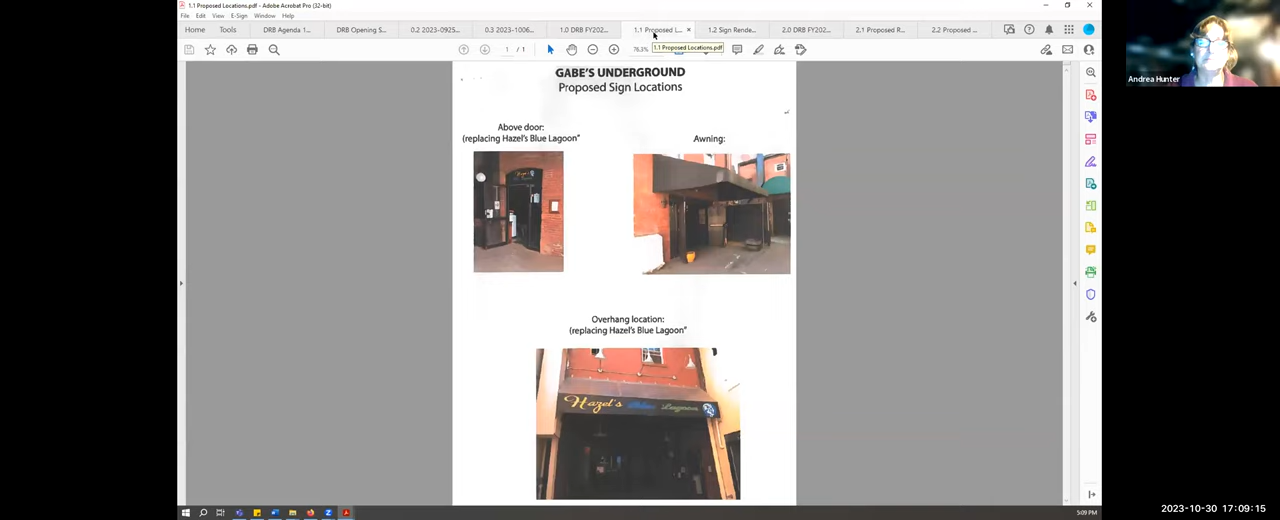 1.1 Proposed Locations.pdf - Adobe Acrobat Pro (32-bit)
File Edit View E-Sign Window Help
Home Tools DRB Agenda 1... DRB Opening S... 0.2 2023-0925... 0.3 2023-1006... 1.0 DRB FY202... 1.1 Proposed L... × 1.2 Sign Rende... 2.0 DRB FY202... 2.1 Proposed R... 2.2 Proposed ...
1 / 1 76.3%
1.1 Proposed Locations.pdf
GABE'S UNDERGROUND
Proposed Sign Locations
Above door:
(replacing Hazel's Blue Lagoon"
Awning:
Overhang location:
(replacing Hazel's Blue Lagoon"
Hazel's Blue Lagoon
Andrea Hunter
5:09 PM
2023-10-30 17:09:15